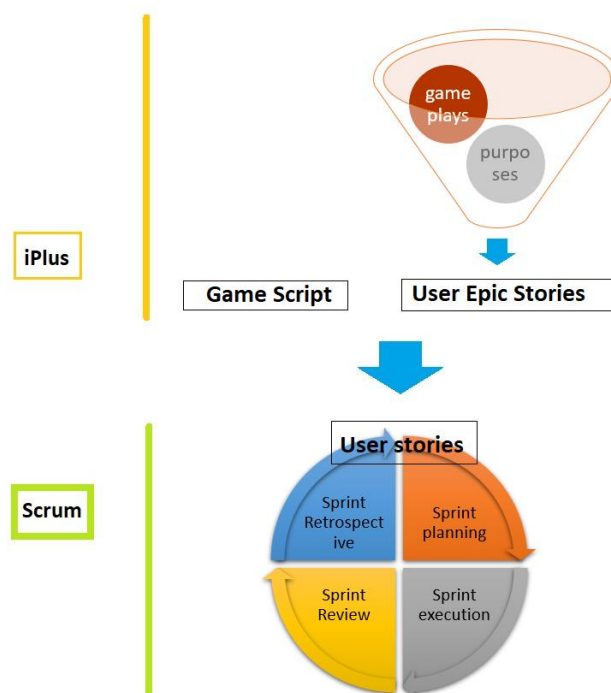 game
plays
purpo
ses
iPlus
Game Script
User Epic Stories
User stories
Scrum
Sprint
Retrospect
ive
Sprint
planning
Sprint
Review
Sprint
execution